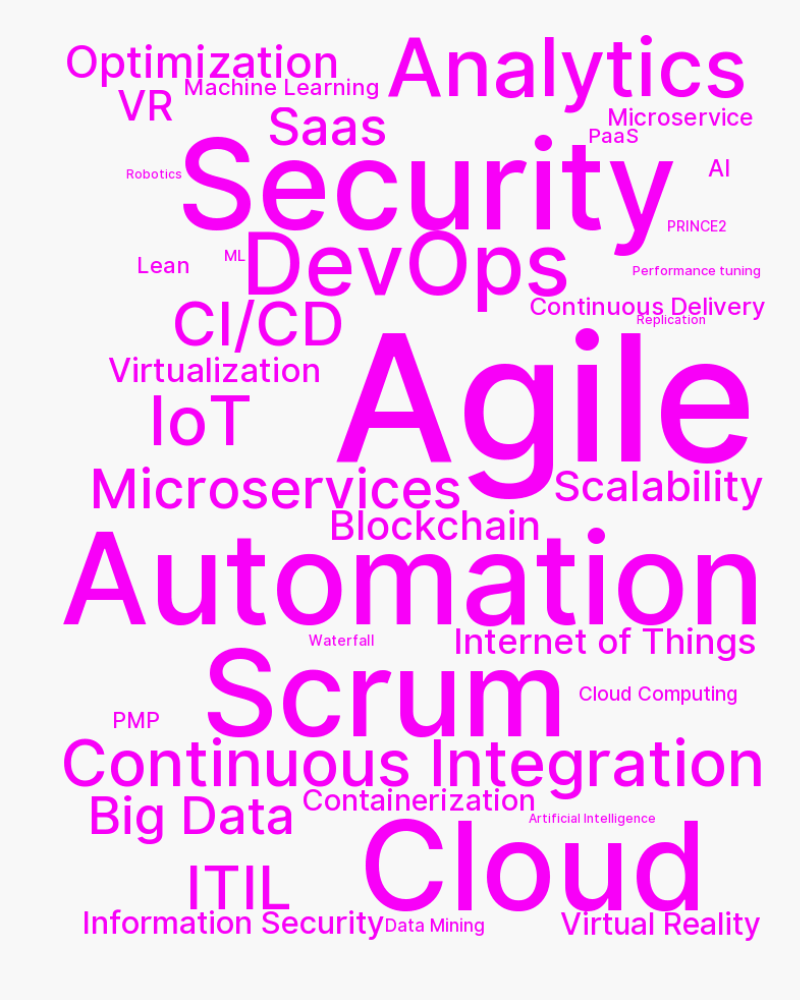 Optimization
Analytics
Machine Learning
VR
Saas
Microservice
PaaS
Security
AI
Robotics
PRINCE2
DevOps
ML
Lean
Performance tuning
Continuous Delivery
Replication
CI/CD
Agile
Virtualization
IoT
Microservices
Scalability
Blockchain
Automation
Waterfall
Internet of Things
Scrum
Cloud Computing
PMP
Continuous Integration
Containerization
Big Data
Artificial Intelligence
Cloud
ITIL
Information Security
Data Mining
Virtual Reality